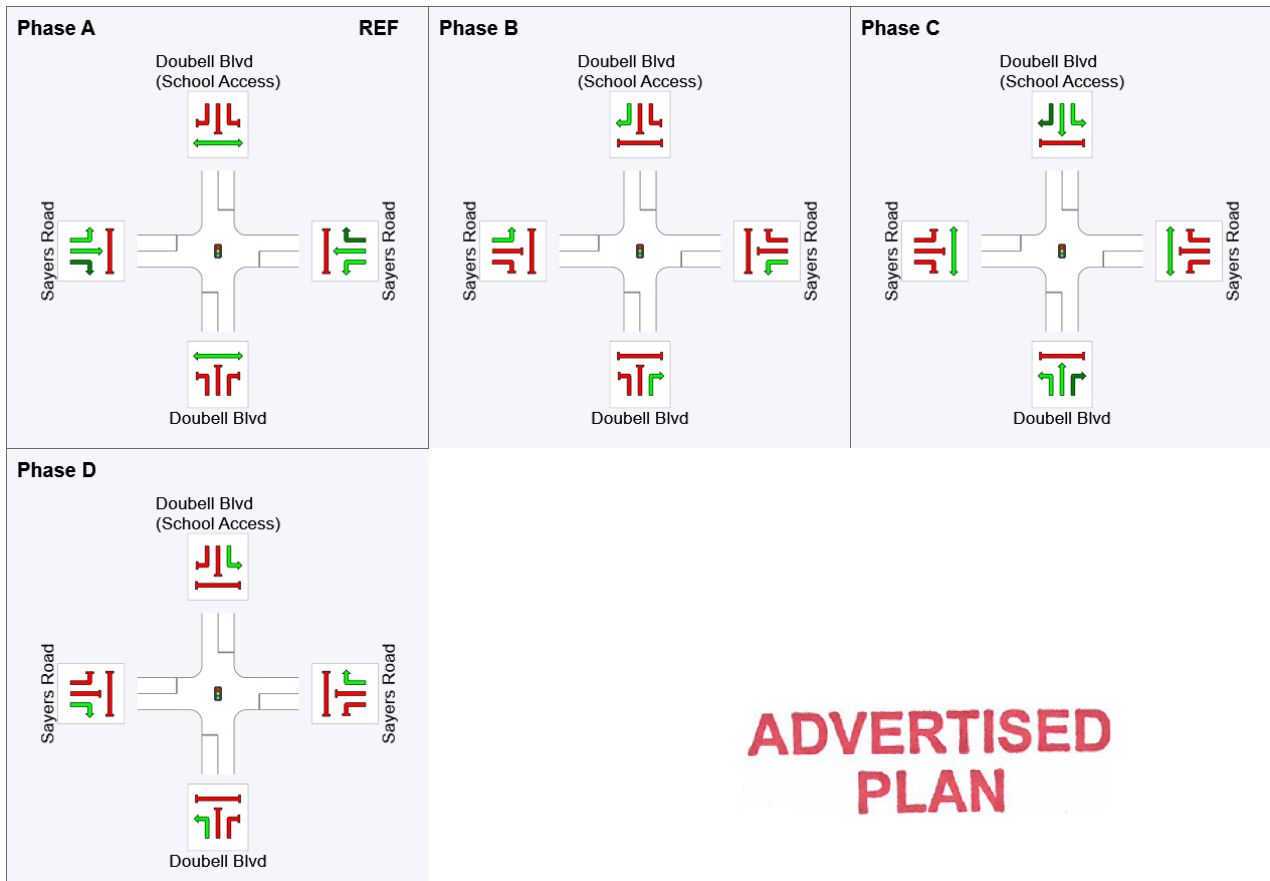 Phase A
REF
Doubell Blvd
(School Access)
Sayers Road
Sayers Road
Doubell Blvd
Phase B
Doubell Blvd
(School Access)
Sayers Road
Sayers Road
Doubell Blvd
Phase C
Doubell Blvd
(School Access)
Sayers Road
Sayers Road
Doubell Blvd
Phase D
Doubell Blvd
(School Access)
Sayers Road
Sayers Road
Doubell Blvd
ADVERTISED
PLAN